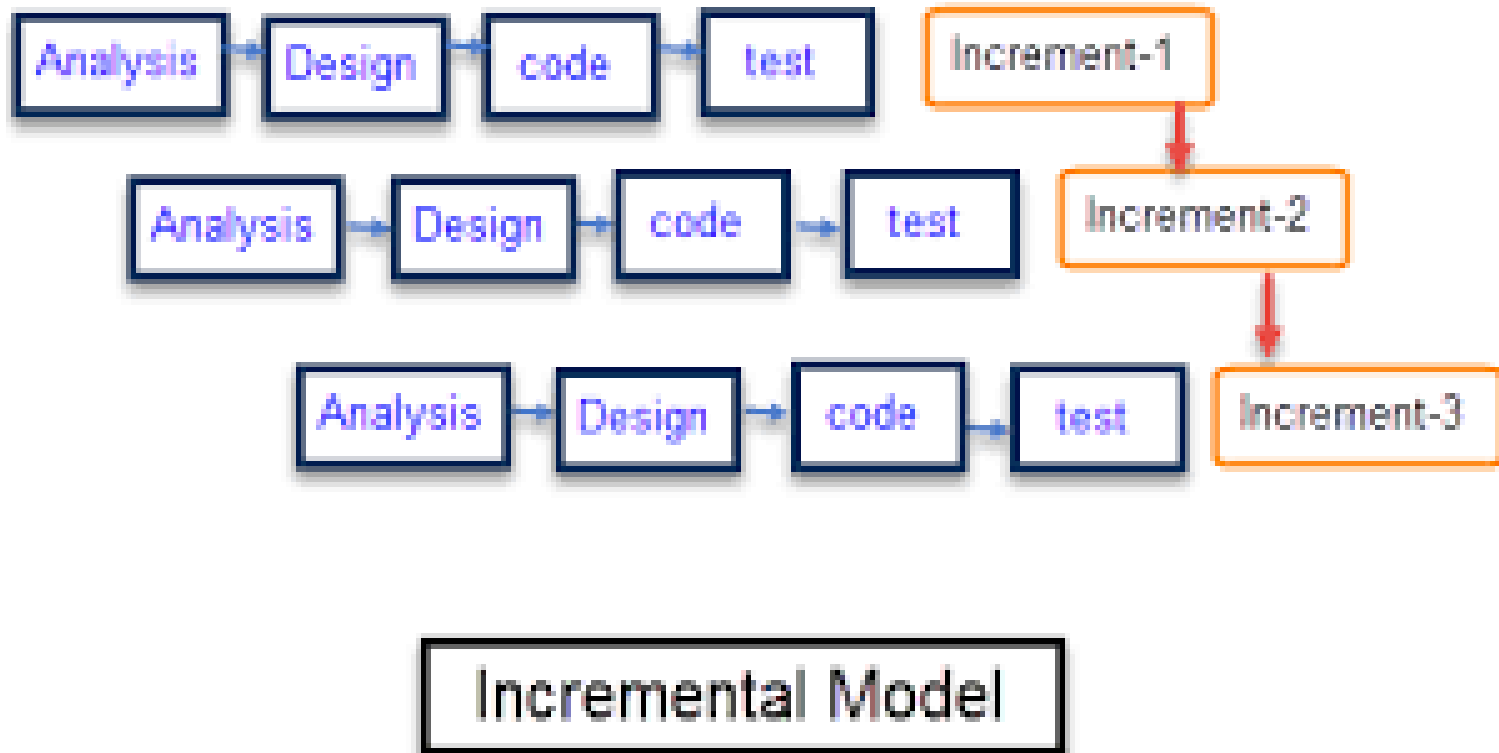 Analysis Design code test Increment-1
Analysis Design code test Increment-2
Analysis Design code test Increment-3
Incremental Model